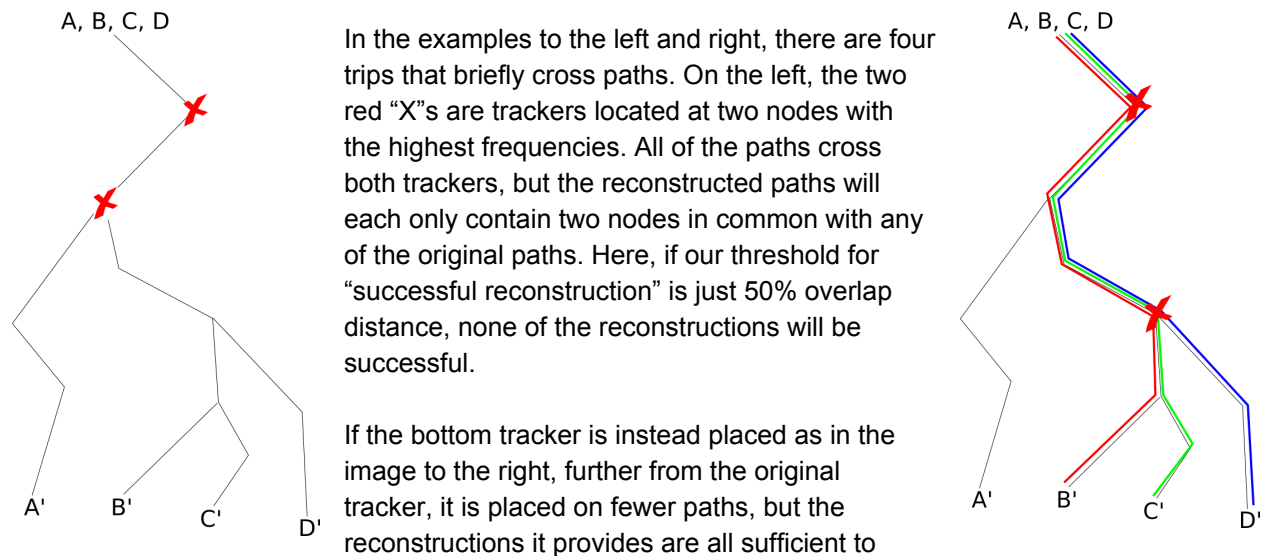 A, B, C, D
A'
B'
C'
D'
In the examples to the left and right, there are four
trips that briefly cross paths. On the left, the two
red “X”s are trackers located at two nodes with
the highest frequencies. All of the paths cross
both trackers, but the reconstructed paths will
each only contain two nodes in common with any
of the original paths. Here, if our threshold for
“successful reconstruction” is just 50% overlap
distance, none of the reconstructions will be
successful.
If the bottom tracker is instead placed as in the
image to the right, further from the original
tracker, it is placed on fewer paths, but the
reconstructions it provides are all sufficient to
A, B, C, D
A'
B'
C'
D'